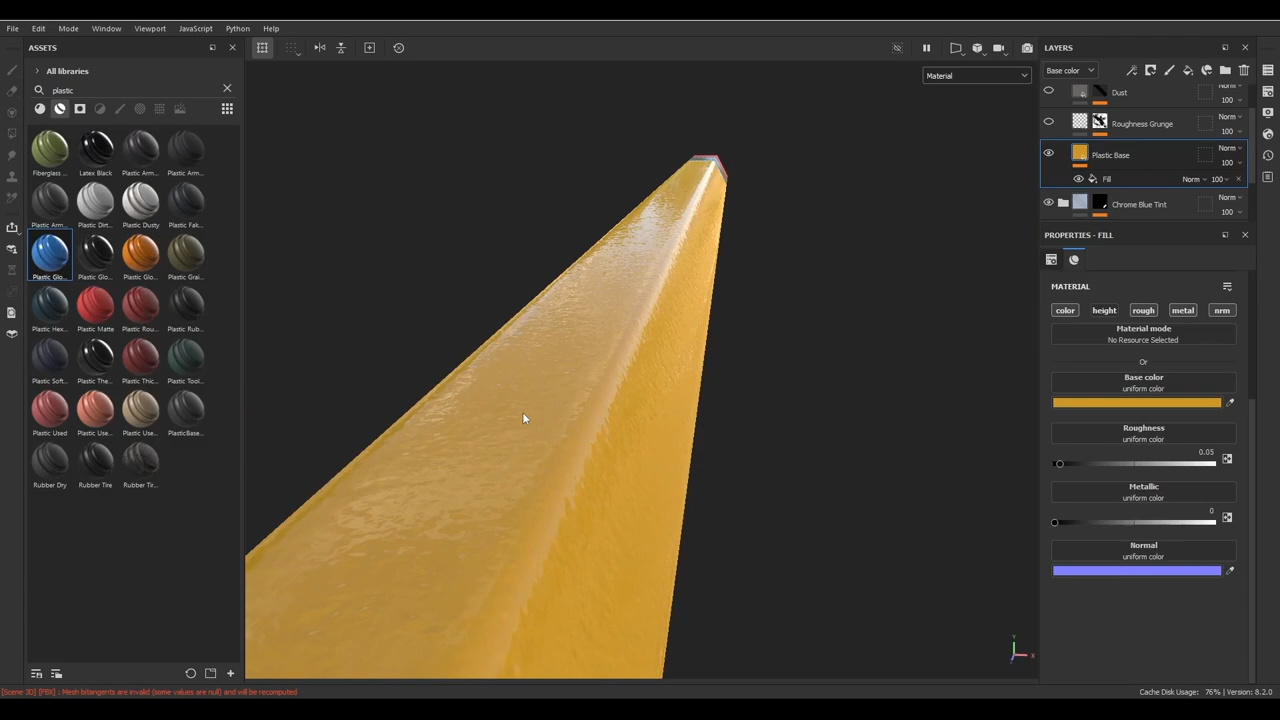 File Edit Mode Window Viewport JavaScript Python Help
ASSETS
All libraries
plastic
Fiberglass ... Latex Black Plastic Arm... Plastic Arm...
Plastic Arm... Plastic Dirt... Plastic Dusty Plastic Fak...
Plastic Glo... Plastic Glo... Plastic Glo... Plastic Grai...
Plastic Hex... Plastic Matte Plastic Rou... Plastic Rub...
Plastic Soft... Plastic The... Plastic Thic... Plastic Tool...
Plastic Used Plastic Use... Plastic Use... PlasticBase...
Rubber Dry Rubber Tire Rubber Tir...
Material
Y
X
LAYERS
Base color
Dust Norm 100
Roughness Grunge Norm 100
Plastic Base Norm 100
Fill Norm 100
Chrome Blue Tint Norm 100
PROPERTIES - FILL
MATERIAL
color height rough metal nrm
Material mode
No Resource Selected
Or
Base color
uniform color
Roughness
uniform color
0.05
Metallic
uniform color
0
Normal
uniform color
[Scene 3D] [FBX] : Mesh bitangents are invalid (some values are null) and will be recomputed
Cache Disk Usage: 76% | Version: 8.2.0